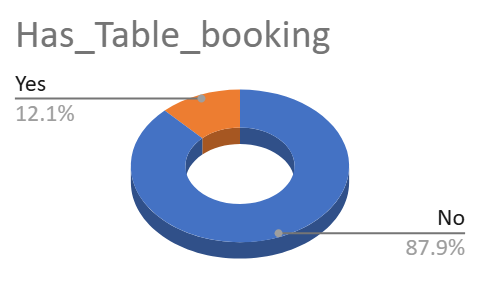 Has_Table_booking
Yes
12.1%
No
87.9%